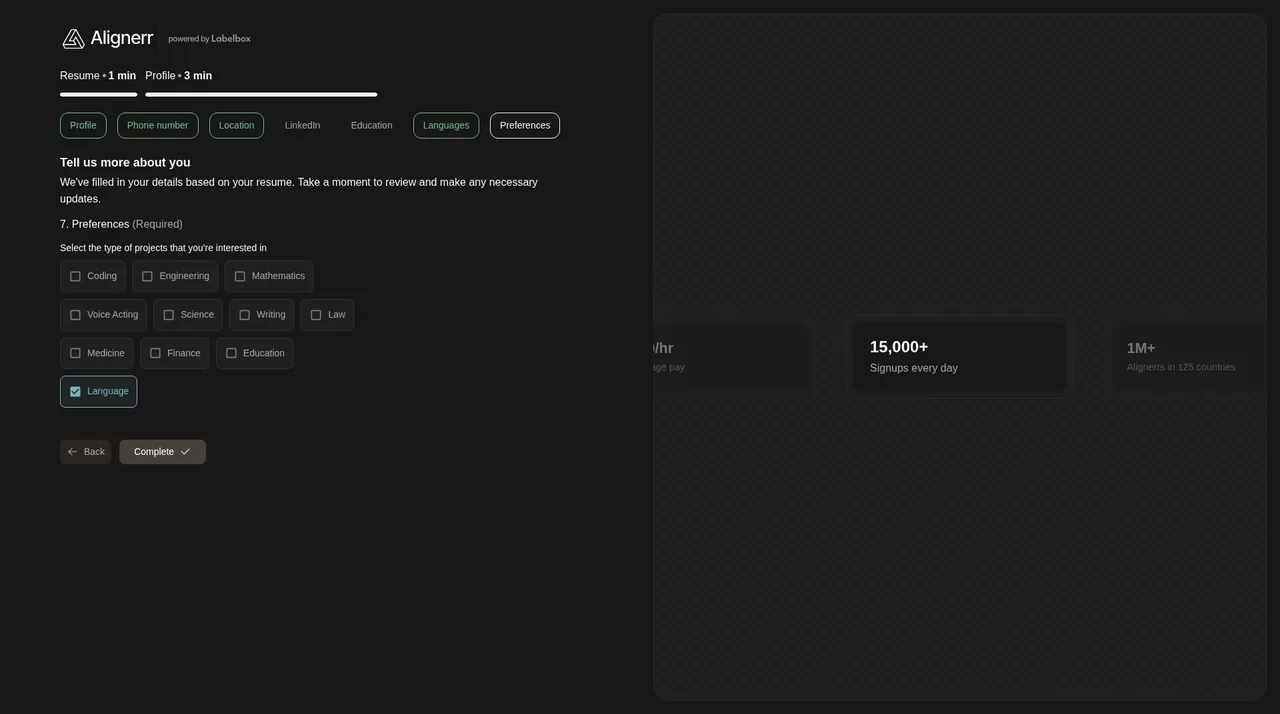 Alignerr powered by Labelbox
Resume • 1 min Profile • 3 min
Profile Phone number Location LinkedIn Education Languages Preferences
Tell us more about you
We've filled in your details based on your resume. Take a moment to review and make any necessary
updates.
7. Preferences (Required)
Select the type of projects that you're interested in
Coding Engineering Mathematics
Voice Acting Science Writing Law
Medicine Finance Education
Language
Back Complete
/hr
pay
15,000+
Signups every day
1M+
Alignerrs in 125 countries